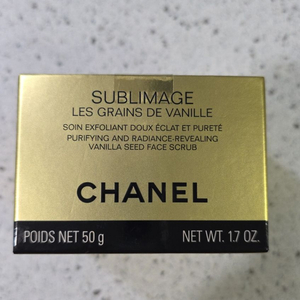 SUBLIMAGE
LES GRAINS DE VANILLE
SOIN EXFOLIANT DOUX ÉCLAT ET PURETÉ
PURIFYING AND RADIANCE-REVEALING
VANILLA SEED FACE SCRUB
CHANEL
POIDS NET 50 g NET WT. 1.7 OZ.